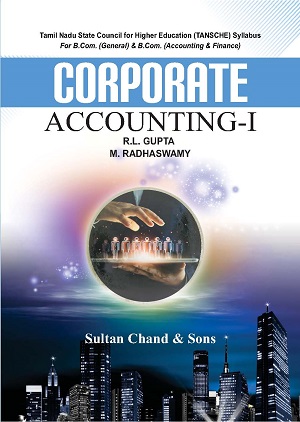 Tamil Nadu State Council for Higher Education (TANSCHE) Syllabus
For B.Com. (General) & B.Com. (Accounting & Finance)
CORPORATE
ACCOUNTING-I
R.L. GUPTA
M. RADHASWAMY
Sultan Chand & Sons